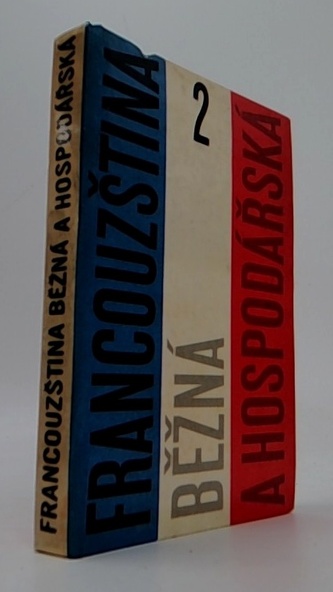 FRANCOUZŠTINA BĚŽNÁ A HOSPODÁŘSKÁ
2
FRANCOUZŠTINA
BĚŽNÁ
A HOSPODÁŘSKÁ